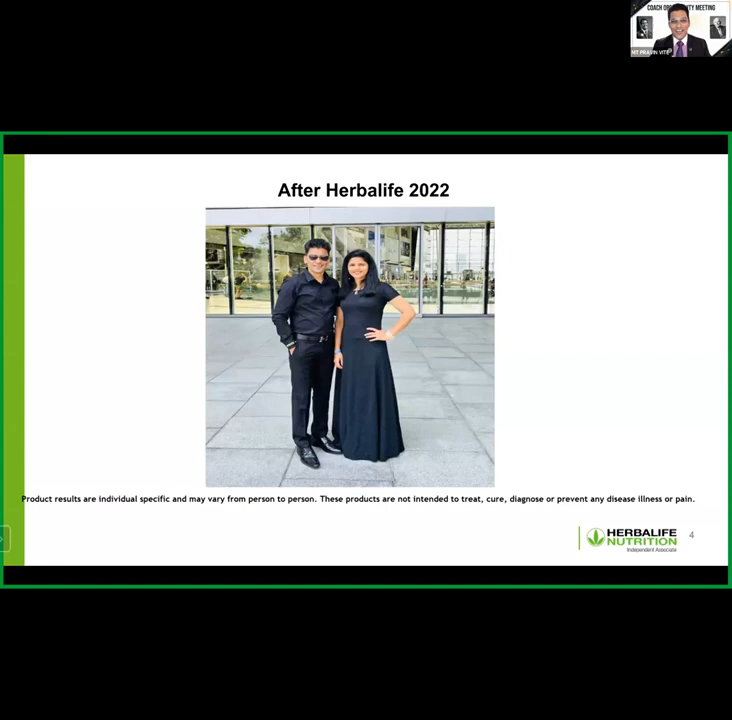 COACH OPPORTUNITY MEETING
After Herbalife 2022
Product results are individual specific and may vary from person to person. These products are not intended to treat, cure, diagnose or prevent any disease illness or pain.
HERBALIFE
NUTRITION
Independent Associate
4